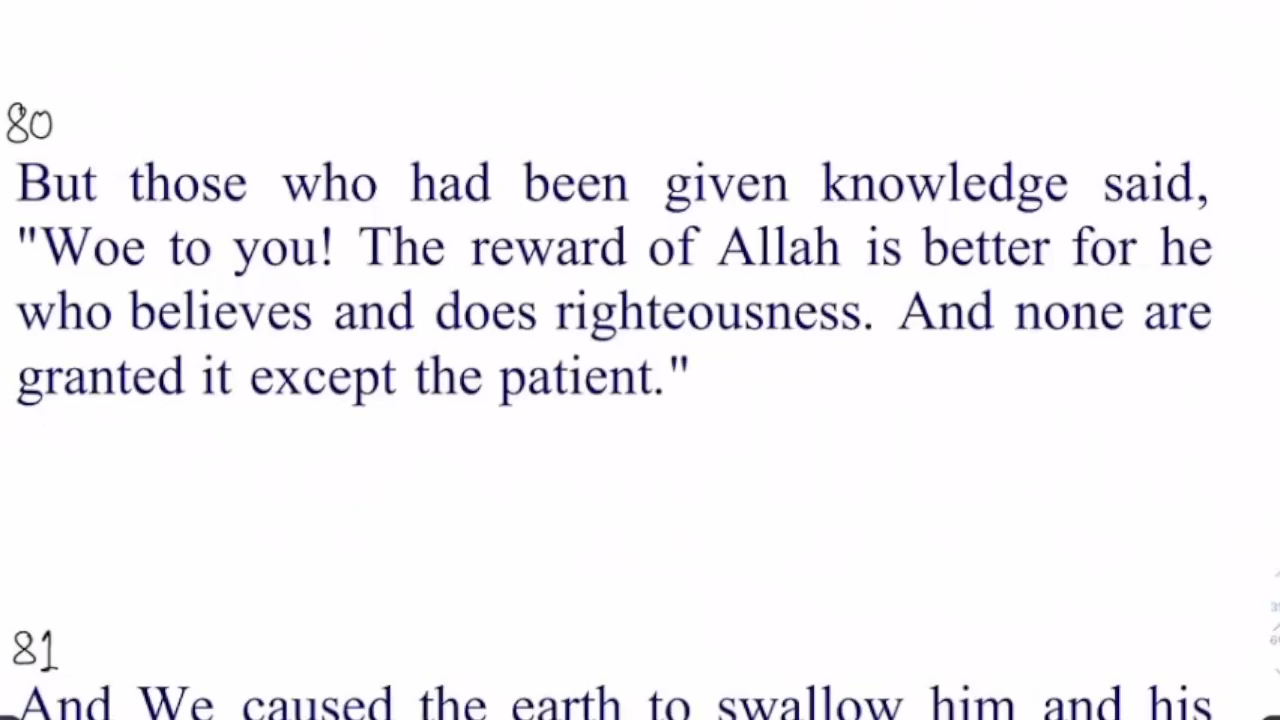 80
But those who had been given knowledge said,
"Woe to you! The reward of Allah is better for he
who believes and does righteousness. And none are
granted it except the patient."
81
And We caused the earth to swallow him and his